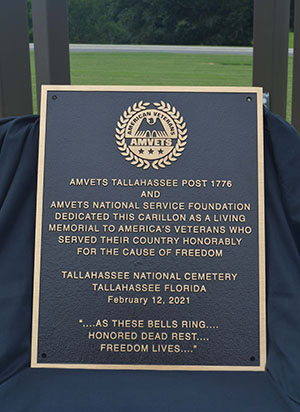 AMERICAN VETERANS
AMVETS
AMVETS TALLAHASSEE POST 1776
AND
AMVETS NATIONAL SERVICE FOUNDATION
DEDICATED THIS CARILLON AS A LIVING
MEMORIAL TO AMERICA'S VETERANS WHO
SERVED THEIR COUNTRY HONORABLY
FOR THE CAUSE OF FREEDOM
TALLAHASSEE NATIONAL CEMETERY
TALLAHASSEE FLORIDA
February 12, 2021
"....AS THESE BELLS RING....
HONORED DEAD REST....
FREEDOM LIVES...."